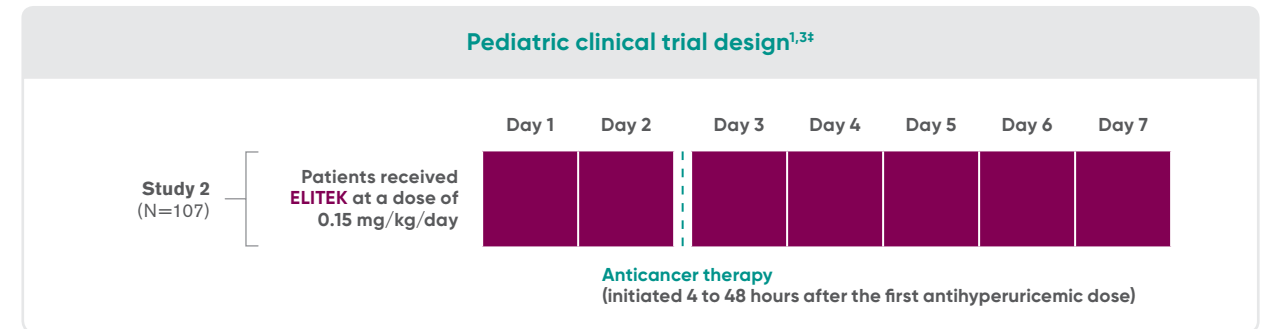 Pediatric clinical trial design¹,³‡
Day 1 Day 2 Day 3 Day 4 Day 5 Day 6 Day 7
Study 2
(N=107)
Patients received
ELITEK at a dose of
0.15 mg/kg/day
Anticancer therapy
(initiated 4 to 48 hours after the first antihyperuricemic dose)